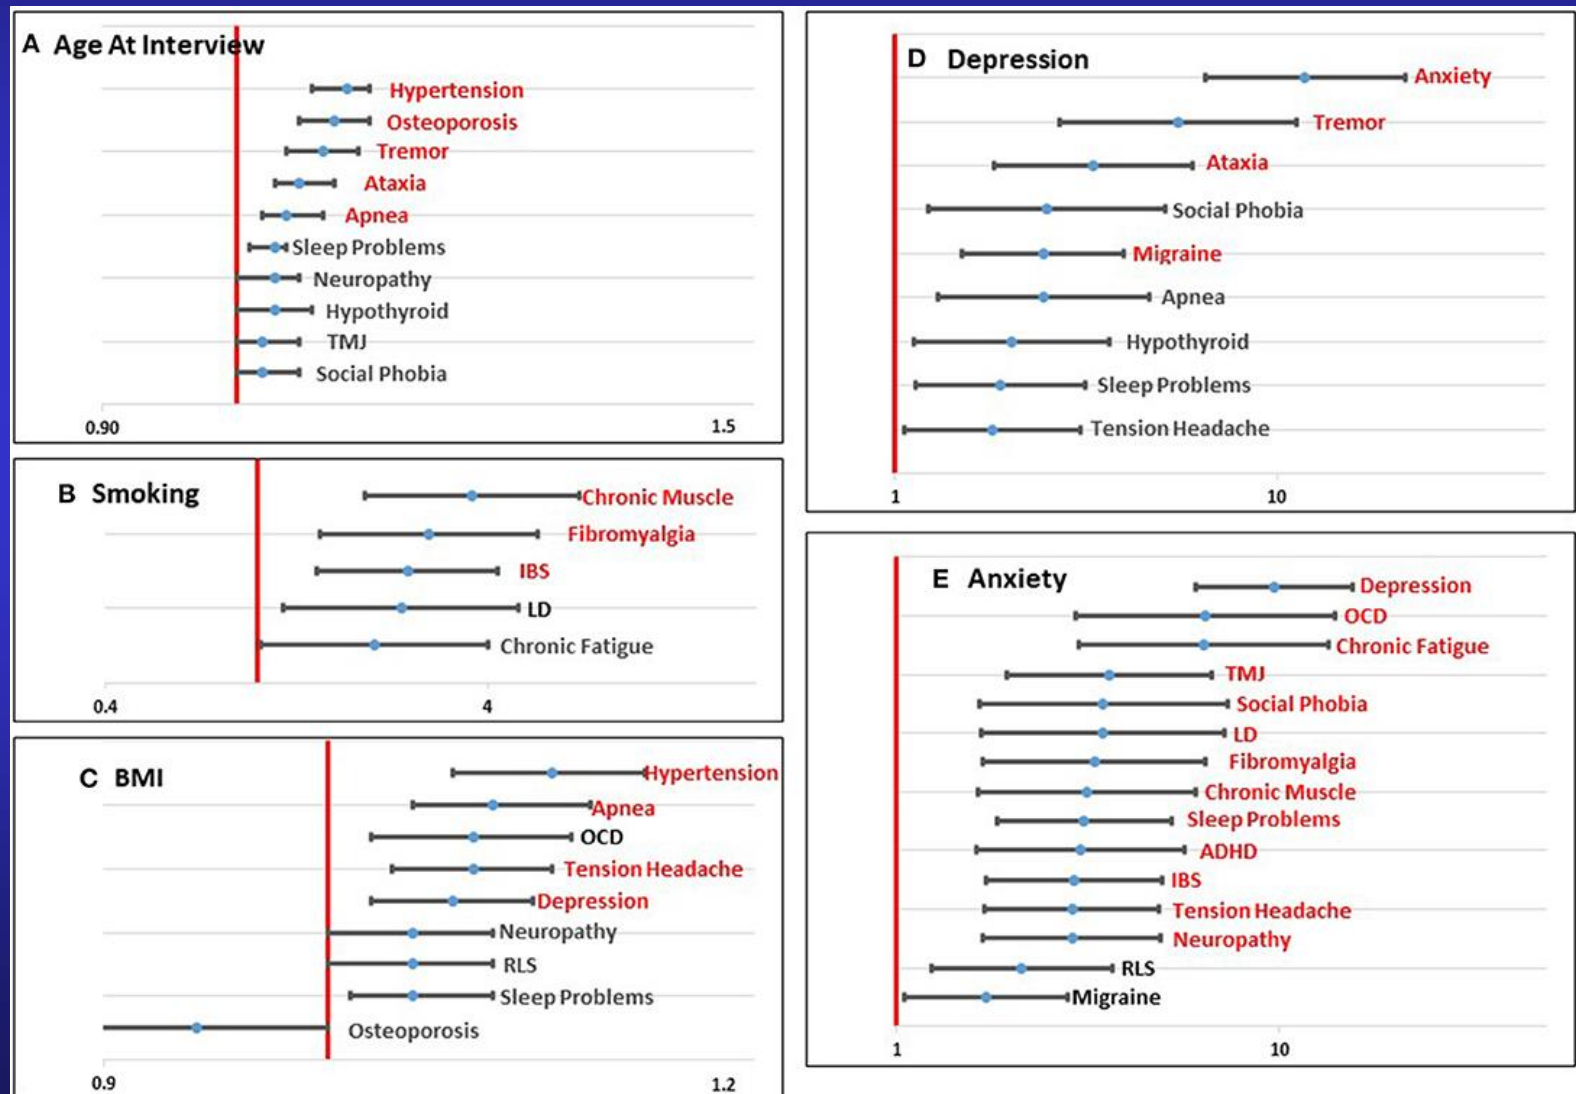 A Age At Interview
Hypertension
Osteoporosis
Tremor
Ataxia
Apnea
Sleep Problems
Neuropathy
Hypothyroid
TMJ
Social Phobia
0.90 1.5
B Smoking
Chronic Muscle
Fibromyalgia
IBS
LD
Chronic Fatigue
0.4 4
C BMI
Hypertension
Apnea
OCD
Tension Headache
Depression
Neuropathy
RLS
Sleep Problems
Osteoporosis
0.9 1.2
D Depression
Anxiety
Tremor
Ataxia
Social Phobia
Migraine
Apnea
Hypothyroid
Sleep Problems
Tension Headache
1 10
E Anxiety
Depression
OCD
Chronic Fatigue
TMJ
Social Phobia
LD
Fibromyalgia
Chronic Muscle
Sleep Problems
ADHD
IBS
Tension Headache
Neuropathy
RLS
Migraine
1 10